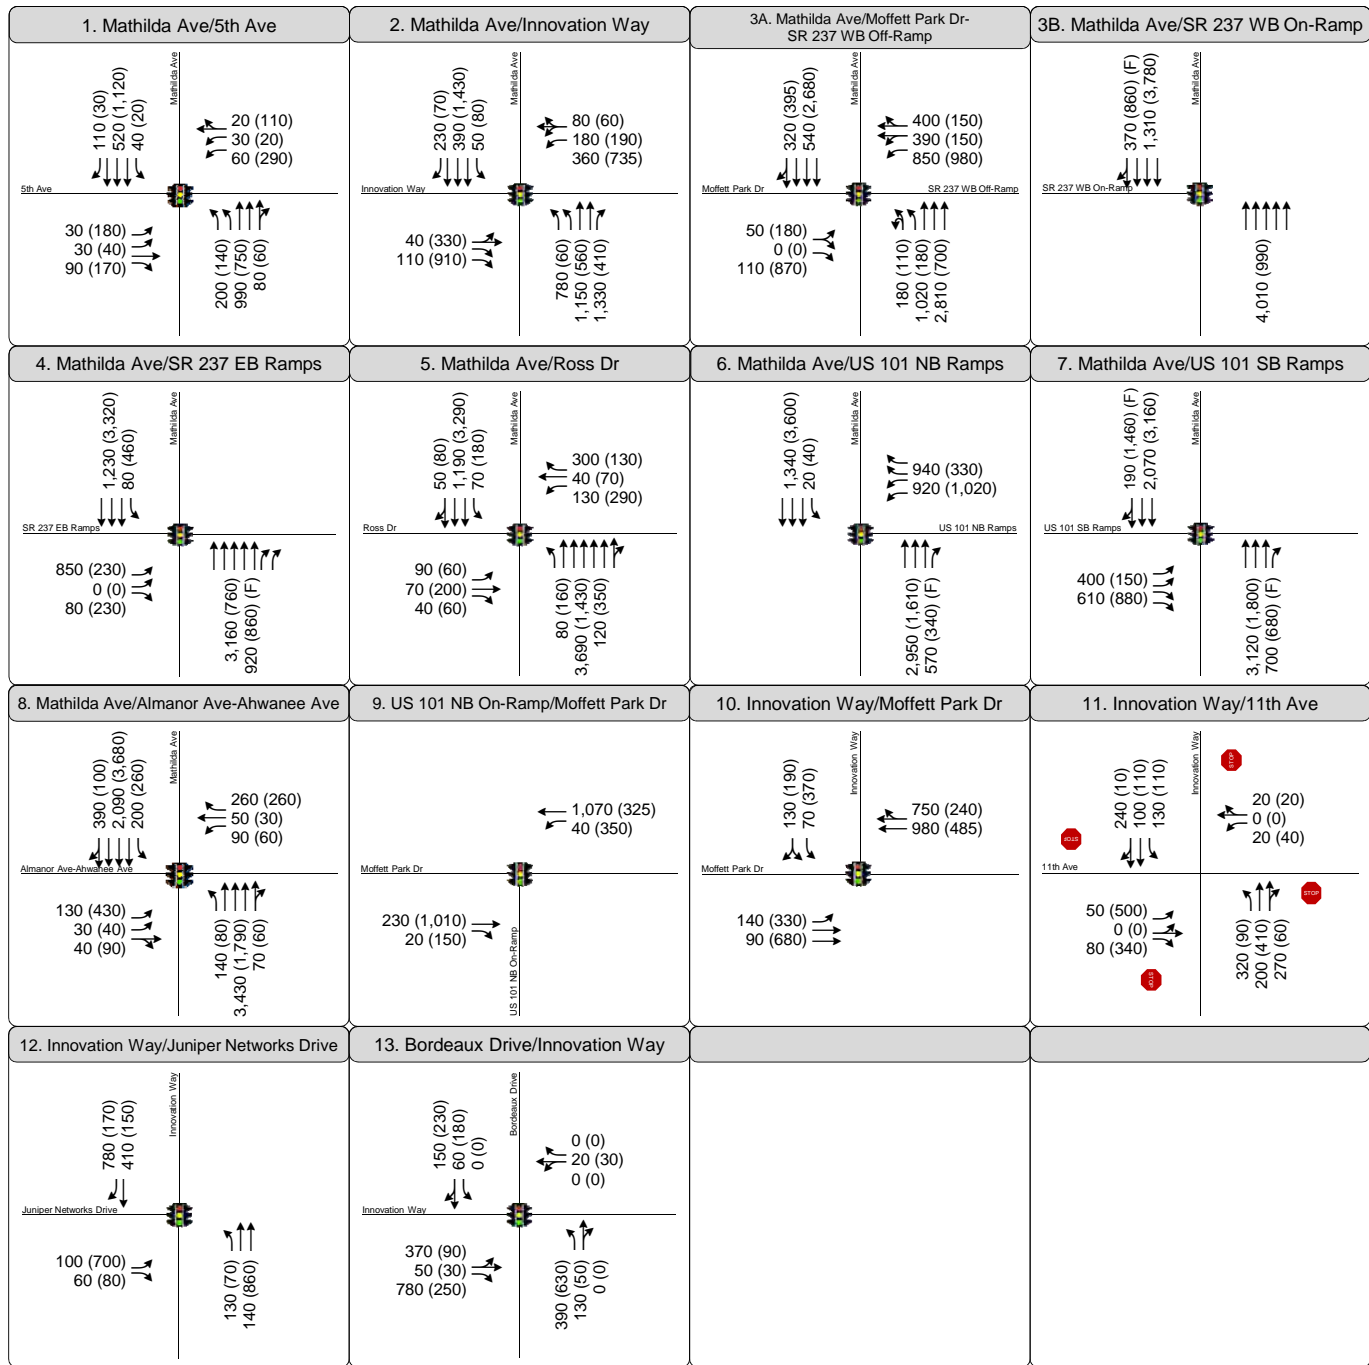 1. Mathilda Ave/5th Ave
Mathilda Ave
5th Ave
110 (30)
520 (1,120)
40 (20)
20 (110)
30 (20)
60 (290)
30 (180)
30 (40)
90 (170)
200 (140)
990 (750)
80 (60)
2. Mathilda Ave/Innovation Way
Mathilda Ave
Innovation Way
230 (70)
390 (1,430)
50 (80)
80 (60)
180 (190)
360 (735)
40 (330)
110 (910)
780 (60)
1,150 (560)
1,330 (410)
3A. Mathilda Ave/Moffett Park Dr-
SR 237 WB Off-Ramp
Mathilda Ave
Moffett Park Dr
SR 237 WB Off-Ramp
320 (395)
540 (2,680)
400 (150)
390 (150)
850 (980)
50 (180)
0 (0)
110 (870)
180 (110)
1,020 (180)
2,810 (700)
3B. Mathilda Ave/SR 237 WB On-Ramp
Mathilda Ave
SR 237 WB On-Ramp
370 (860) (F)
1,310 (3,780)
4,010 (990)
4. Mathilda Ave/SR 237 EB Ramps
Mathilda Ave
SR 237 EB Ramps
1,230 (3,320)
80 (460)
850 (230)
0 (0)
80 (230)
3,160 (760)
920 (860) (F)
5. Mathilda Ave/Ross Dr
Mathilda Ave
Ross Dr
50 (80)
1,190 (3,290)
70 (180)
300 (130)
40 (70)
130 (290)
90 (60)
70 (200)
40 (60)
80 (160)
3,690 (1,430)
120 (350)
6. Mathilda Ave/US 101 NB Ramps
Mathilda Ave
US 101 NB Ramps
1,340 (3,600)
20 (40)
940 (330)
920 (1,020)
2,950 (1,610)
570 (340) (F)
7. Mathilda Ave/US 101 SB Ramps
Mathilda Ave
US 101 SB Ramps
190 (1,460) (F)
2,070 (3,160)
400 (150)
610 (880)
3,120 (1,800)
700 (680) (F)
8. Mathilda Ave/Almanor Ave-Ahwanee Ave
Mathilda Ave
Almanor Ave-Ahwanee Ave
390 (100)
2,090 (3,680)
200 (260)
260 (260)
50 (30)
90 (60)
130 (430)
30 (40)
40 (90)
140 (80)
3,430 (1,790)
70 (60)
9. US 101 NB On-Ramp/Moffett Park Dr
Moffett Park Dr
US 101 NB On-Ramp
1,070 (325)
40 (350)
230 (1,010)
20 (150)
10. Innovation Way/Moffett Park Dr
Innovation Way
Moffett Park Dr
130 (190)
70 (370)
750 (240)
980 (485)
140 (330)
90 (680)
11. Innovation Way/11th Ave
Innovation Way
11th Ave
240 (10)
100 (110)
130 (110)
STOP
20 (20)
0 (0)
20 (40)
STOP
50 (500)
0 (0)
80 (340)
STOP
320 (90)
200 (410)
270 (60)
STOP
12. Innovation Way/Juniper Networks Drive
Innovation Way
Juniper Networks Drive
780 (170)
410 (150)
100 (700)
60 (80)
130 (70)
140 (860)
13. Bordeaux Drive/Innovation Way
Bordeaux Drive
Innovation Way
150 (230)
60 (180)
0 (0)
0 (0)
20 (30)
0 (0)
370 (90)
50 (30)
780 (250)
390 (630)
130 (50)
0 (0)